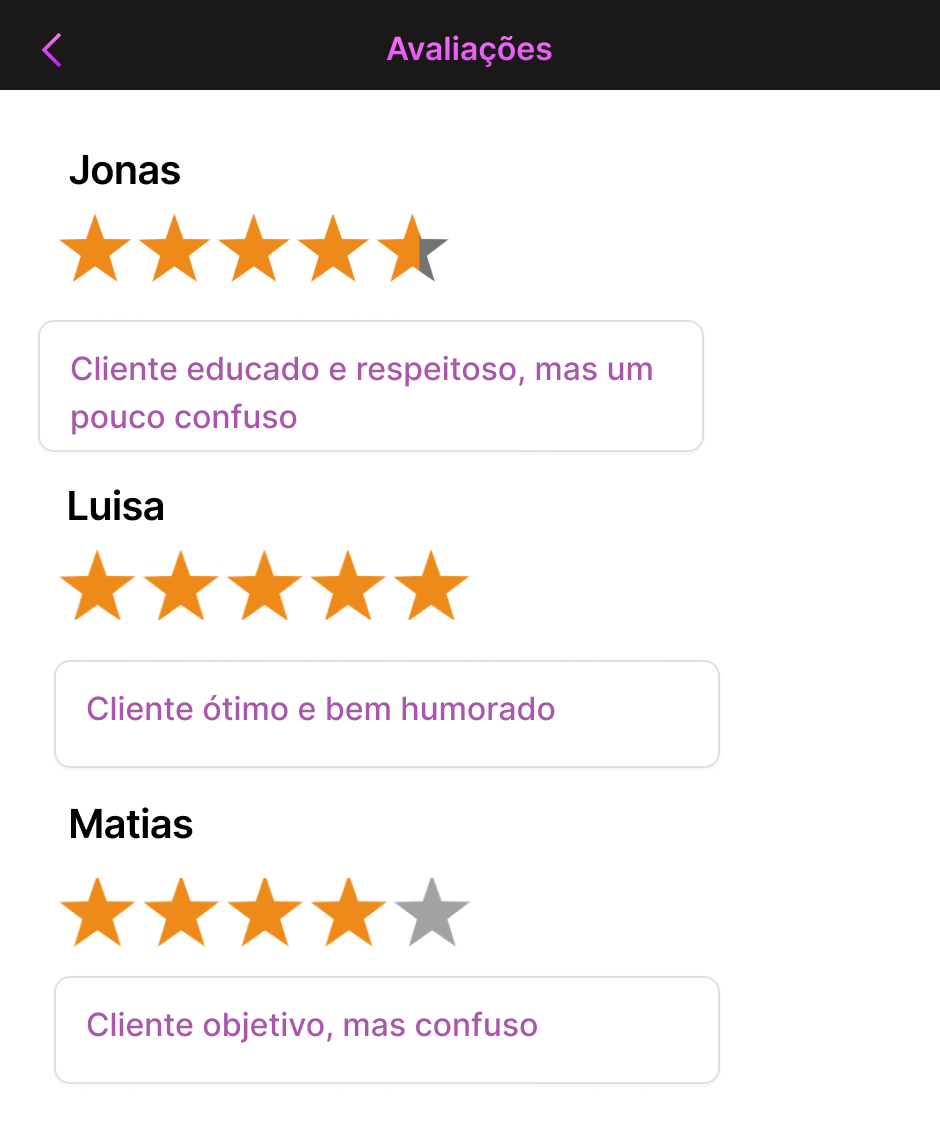 Avaliações
Jonas
Cliente educado e respeitoso, mas um
pouco confuso
Luisa
Cliente ótimo e bem humorado
Matias
Cliente objetivo, mas confuso